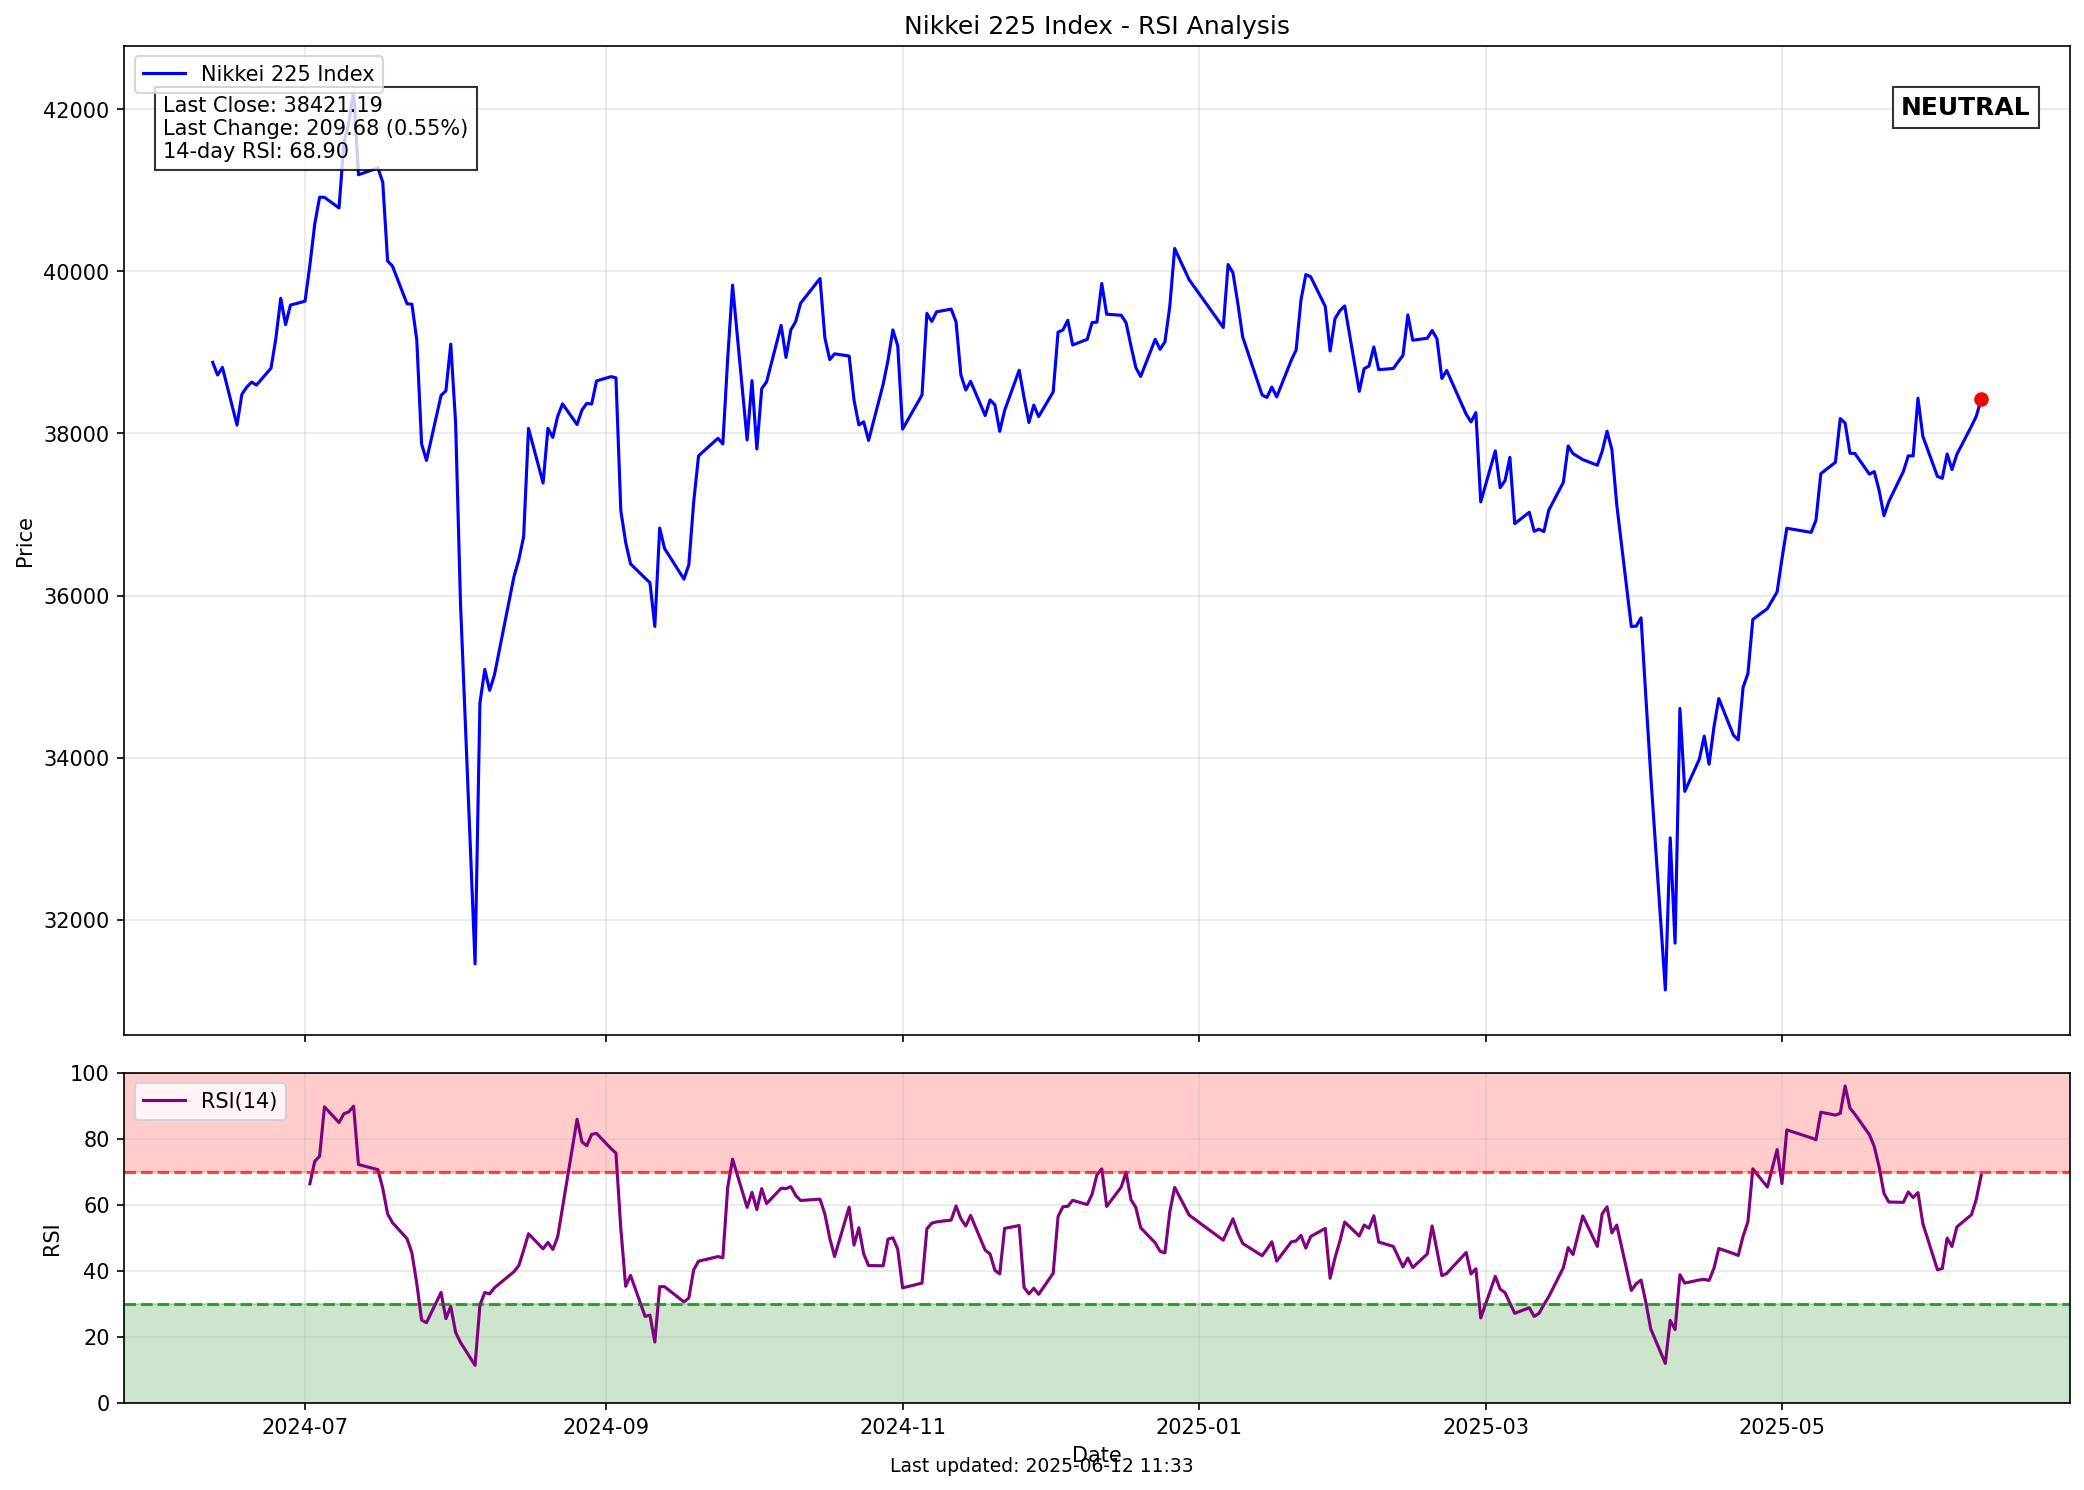 Nikkei 225 Index - RSI Analysis
Nikkei 225 Index
Last Close: 38421.19
Last Change: 209.68 (0.55%)
14-day RSI: 68.90
NEUTRAL
42000
40000
38000
36000
34000
32000
Price
RSI(14)
100
80
60
40
20
0
RSI
2024-07
2024-09
2024-11
2025-01
2025-03
2025-05
Date
Last updated: 2025-06-12 11:33